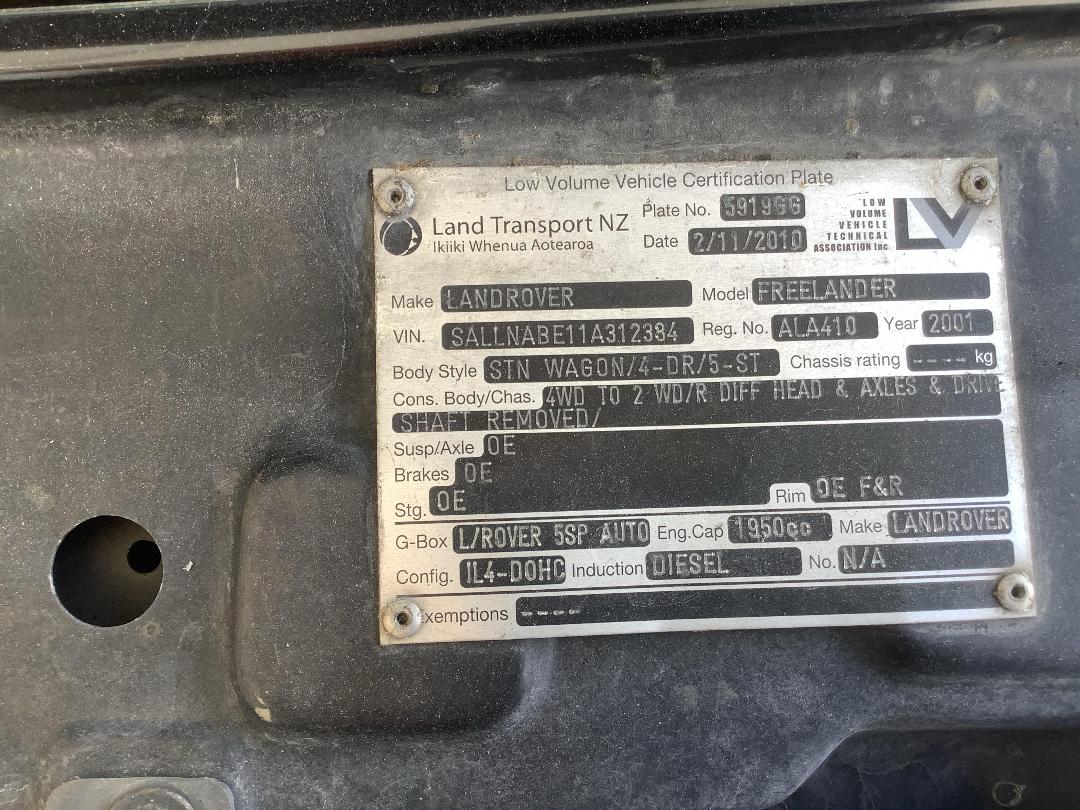 Low Volume Vehicle Certification Plate
Land Transport NZ
Ikiiki Whenua Aotearoa
Plate No. 591966
Date 2/11/2010
LOW
VOLUME
VEHICLE
TECHNICAL
ASSOCIATION Inc
LV
Make LANDROVER Model FREELANDER
VIN. SALLNABE11A312384 Reg. No. ALA410 Year 2001
Body Style STN WAGON/4-DR/5-ST Chassis rating ---- kg
Cons. Body/Chas. 4WD TO 2 WD/R DIFF HEAD & AXLES & DRIVE
SHAFT REMOVED/
Susp/Axle OE
Brakes OE
Stg. OE Rim OE F&R
G-Box L/ROVER 5SP AUTO Eng.Cap 1950cc Make LANDROVER
Config. IL4-DOHC Induction DIESEL No. N/A
Exemptions ----